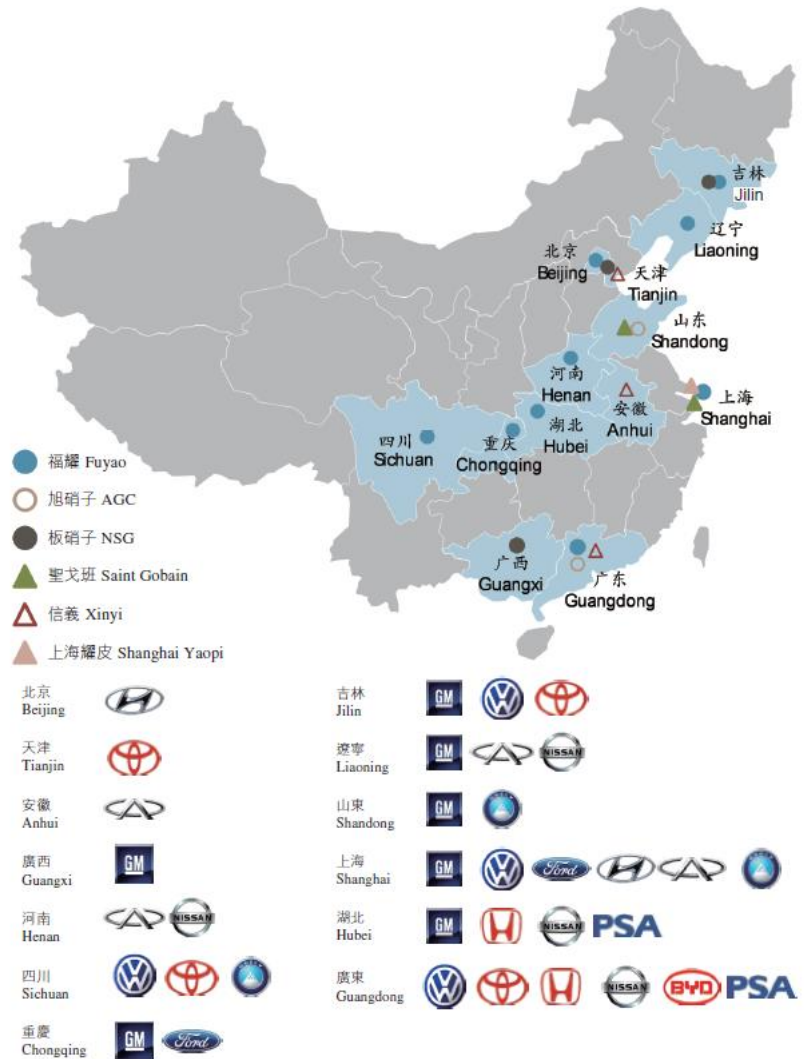 吉林
Jilin
辽宁
Liaoning
北京
Beijing
天津
Tianjin
山东
Shandong
河南
Henan
安徽
Anhui
上海
Shanghai
湖北
Hubei
重庆
Chongqing
四川
Sichuan
广西
Guangxi
广东
Guangdong
福耀 Fuyao
旭硝子 AGC
板硝子 NSG
聖戈班 Saint Gobain
信義 Xinyi
上海耀皮 Shanghai Yaopi
北京
Beijing
天津
Tianjin
安徽
Anhui
廣西
Guangxi
GM
河南
Henan
NISSAN
四川
Sichuan
重慶
Chongqing
GM Ford
吉林
Jilin
GM
遼寧
Liaoning
GM NISSAN
山東
Shandong
GM
上海
Shanghai
GM Ford
湖北
Hubei
GM NISSAN PSA
廣東
Guangdong
NISSAN BYD PSA